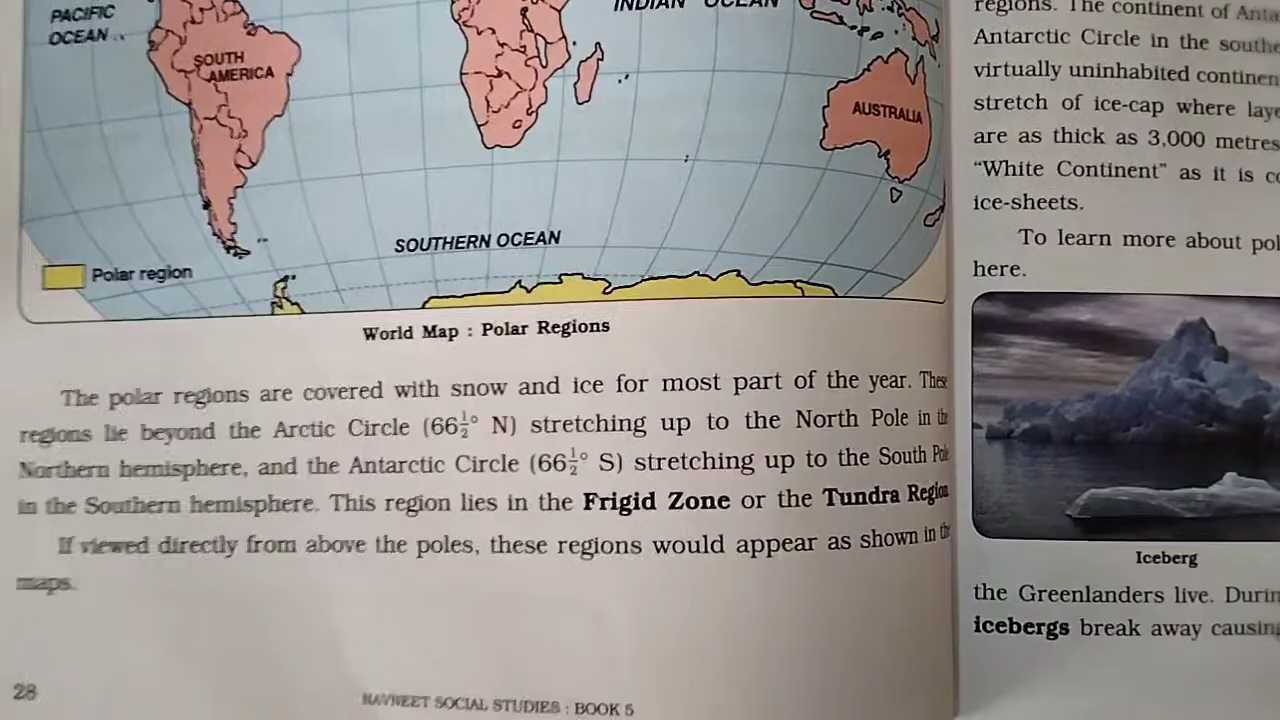 PACIFIC
OCEAN
INDIAN OCEAN
SOUTH
AMERICA
AUSTRALIA
SOUTHERN OCEAN
Polar region
World Map : Polar Regions
The polar regions are covered with snow and ice for most part of the year. These
regions lie beyond the Arctic Circle (66½° N) stretching up to the North Pole in the
Northern hemisphere, and the Antarctic Circle (66½° S) stretching up to the South Pole
in the Southern hemisphere. This region lies in the Frigid Zone or the Tundra Region
If viewed directly from above the poles, these regions would appear as shown in the
maps.
28
NAVNEET SOCIAL STUDIES : BOOK 5
regions. The continent of
Antarctic Circle in the
virtually uninhabited
stretch of ice-cap where
are as thick as 3,000 metres
"White Continent" as it is
ice-sheets.
To learn more about
here.
Iceberg
the Greenlanders live.
icebergs break away